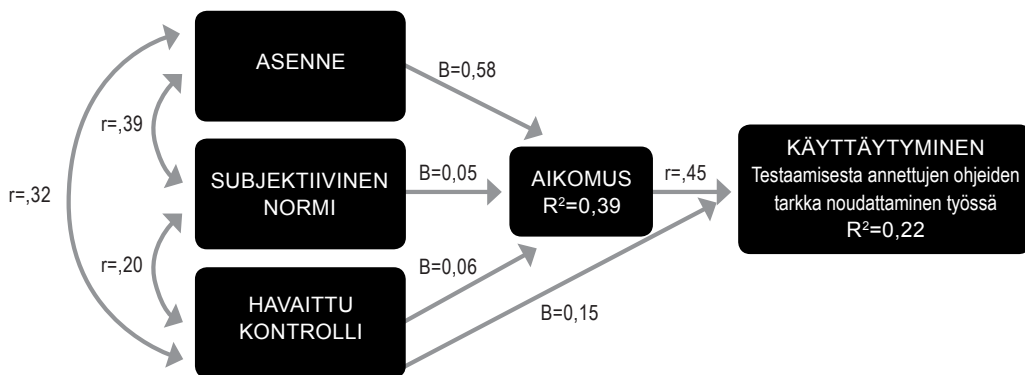 ASENNE
B=0,58
r=,39
SUBJEKTIIVINEN
NORMI
B=0,05
AIKOMUS
R²=0,39
r=,45
KÄYTTÄYTYMINEN
Testaamisesta annettujen ohjeiden
tarkka noudattaminen työssä
R²=0,22
r=,32
r=,20
HAVAITTU
KONTROLLI
B=0,06
B=0,15